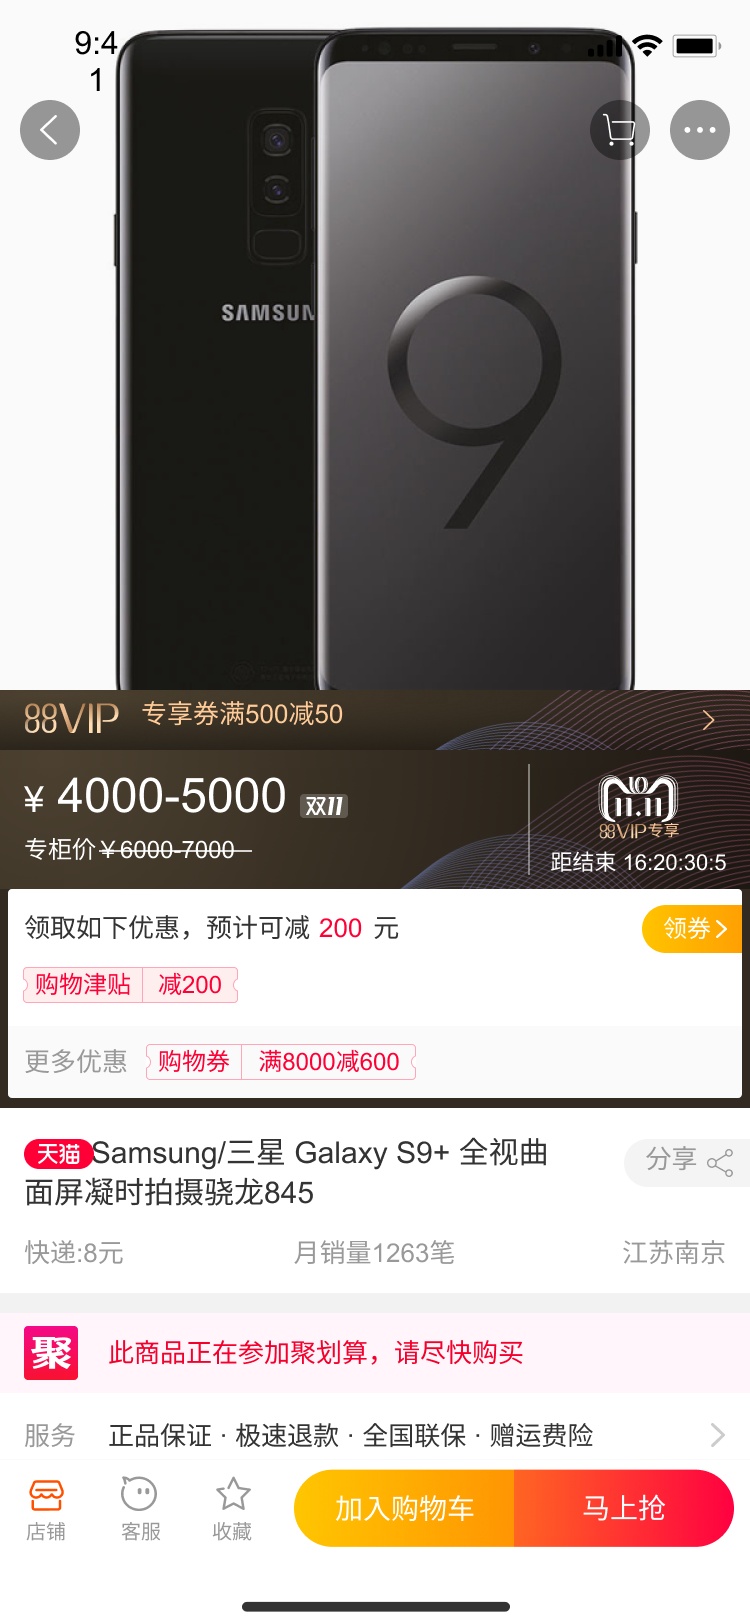 9:4
1
SAMSUN
9
88VIP 专享券满500减50
¥ 4000-5000 双11
专柜价￥6000-7000
11.11
88VIP专享
距结束 16:20:30:5
领取如下优惠，预计可减 200 元
领券
购物津贴 减200
更多优惠 购物券 满8000减600
天猫 Samsung/三星 Galaxy S9+ 全视曲
面屏凝时拍摄骁龙845
分享
快递:8元 月销量1263笔 江苏南京
聚 此商品正在参加聚划算，请尽快购买
服务 正品保证 · 极速退款 · 全国联保 · 赠运费险
店铺 客服 收藏 加入购物车 马上抢